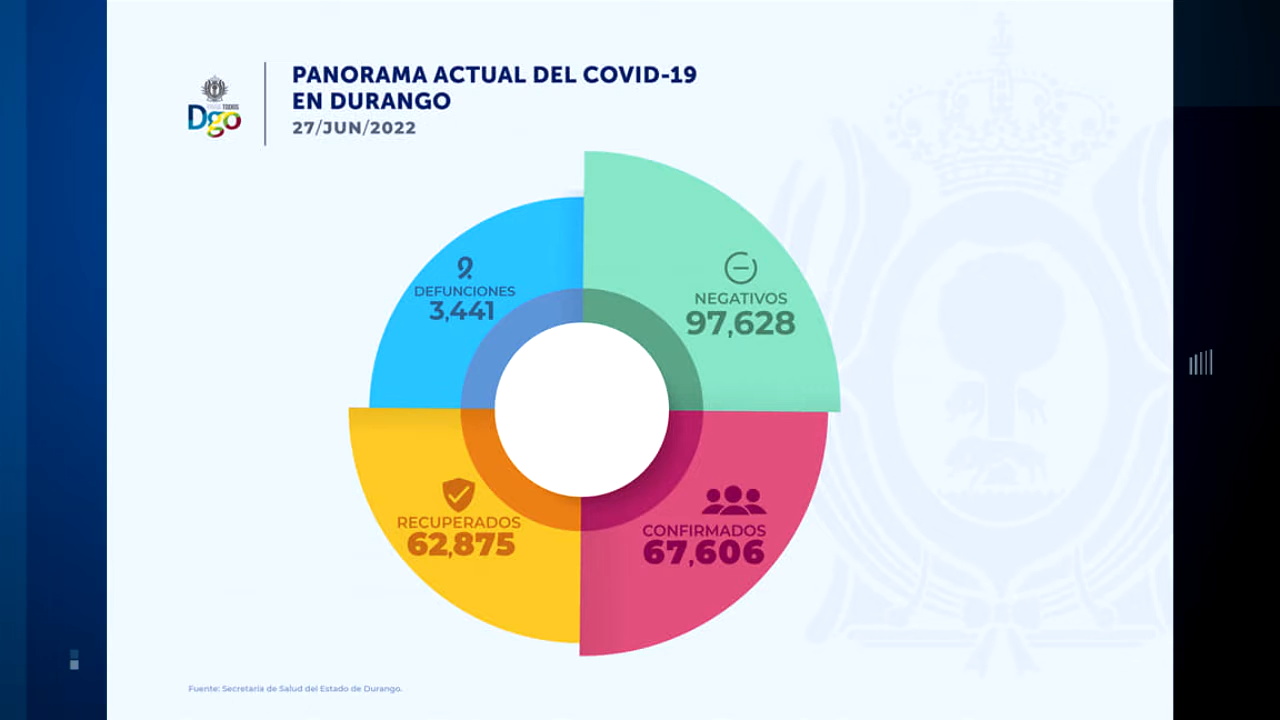 PANORAMA ACTUAL DEL COVID-19
EN DURANGO
27/JUN/2022
TODOS
Dgo
DEFUNCIONES
3,441
NEGATIVOS
97,628
RECUPERADOS
62,875
CONFIRMADOS
67,606
Fuente: Secretaría de Salud del Estado de Durango.